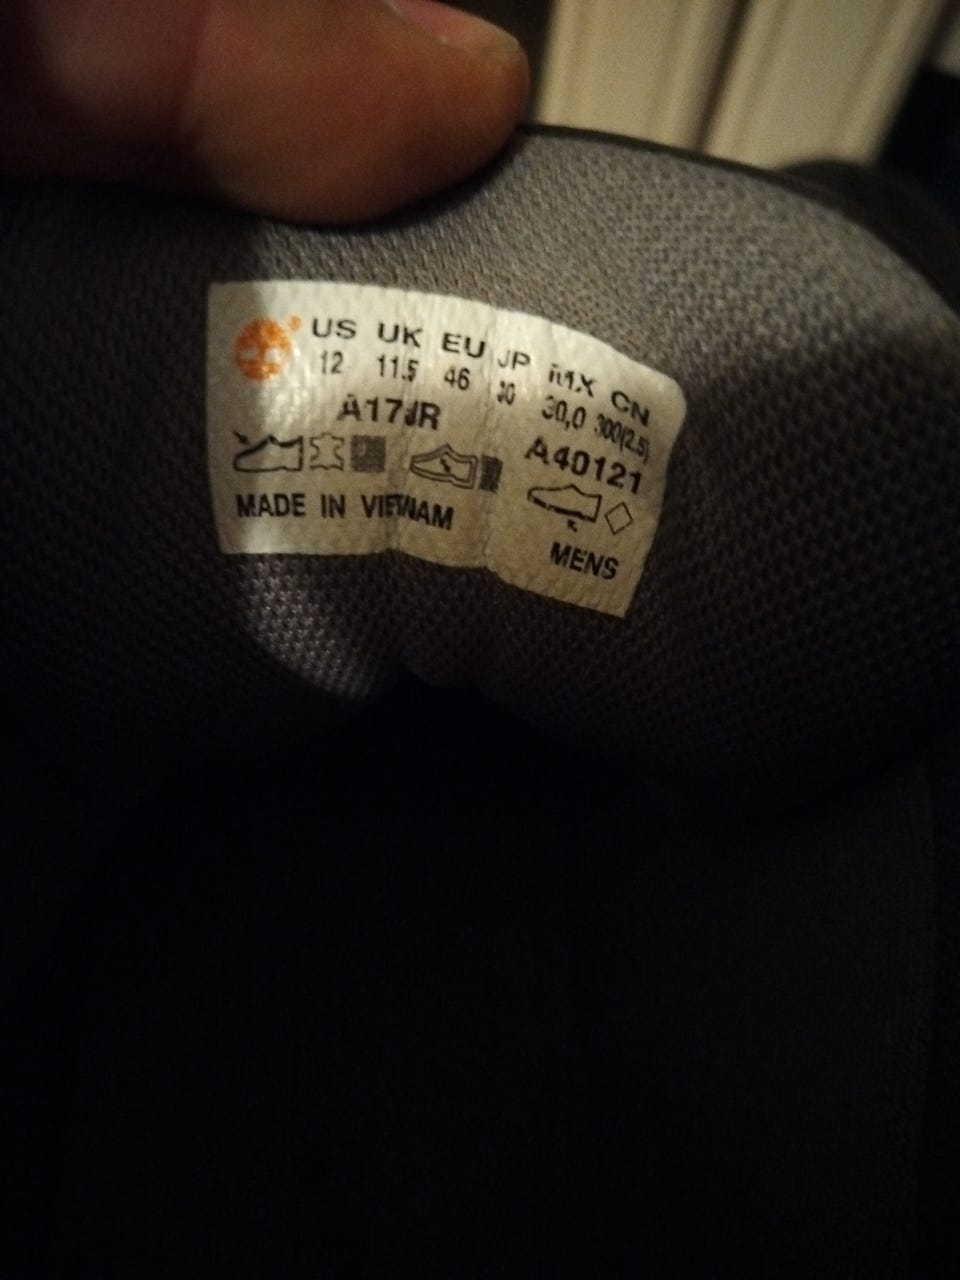 US UK EU JP MX CN
12 11.5 46 30 30,0 300(2.5)
A17JR A40121
MADE IN VIETNAM MENS